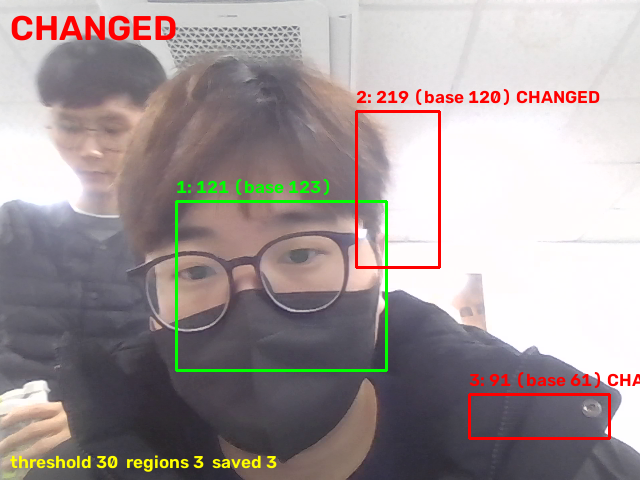 CHANGED
2: 219 (base 120) CHANGED
1: 121 (base 123)
3: 91 (base 61) CHA
threshold 30 regions 3 saved 3